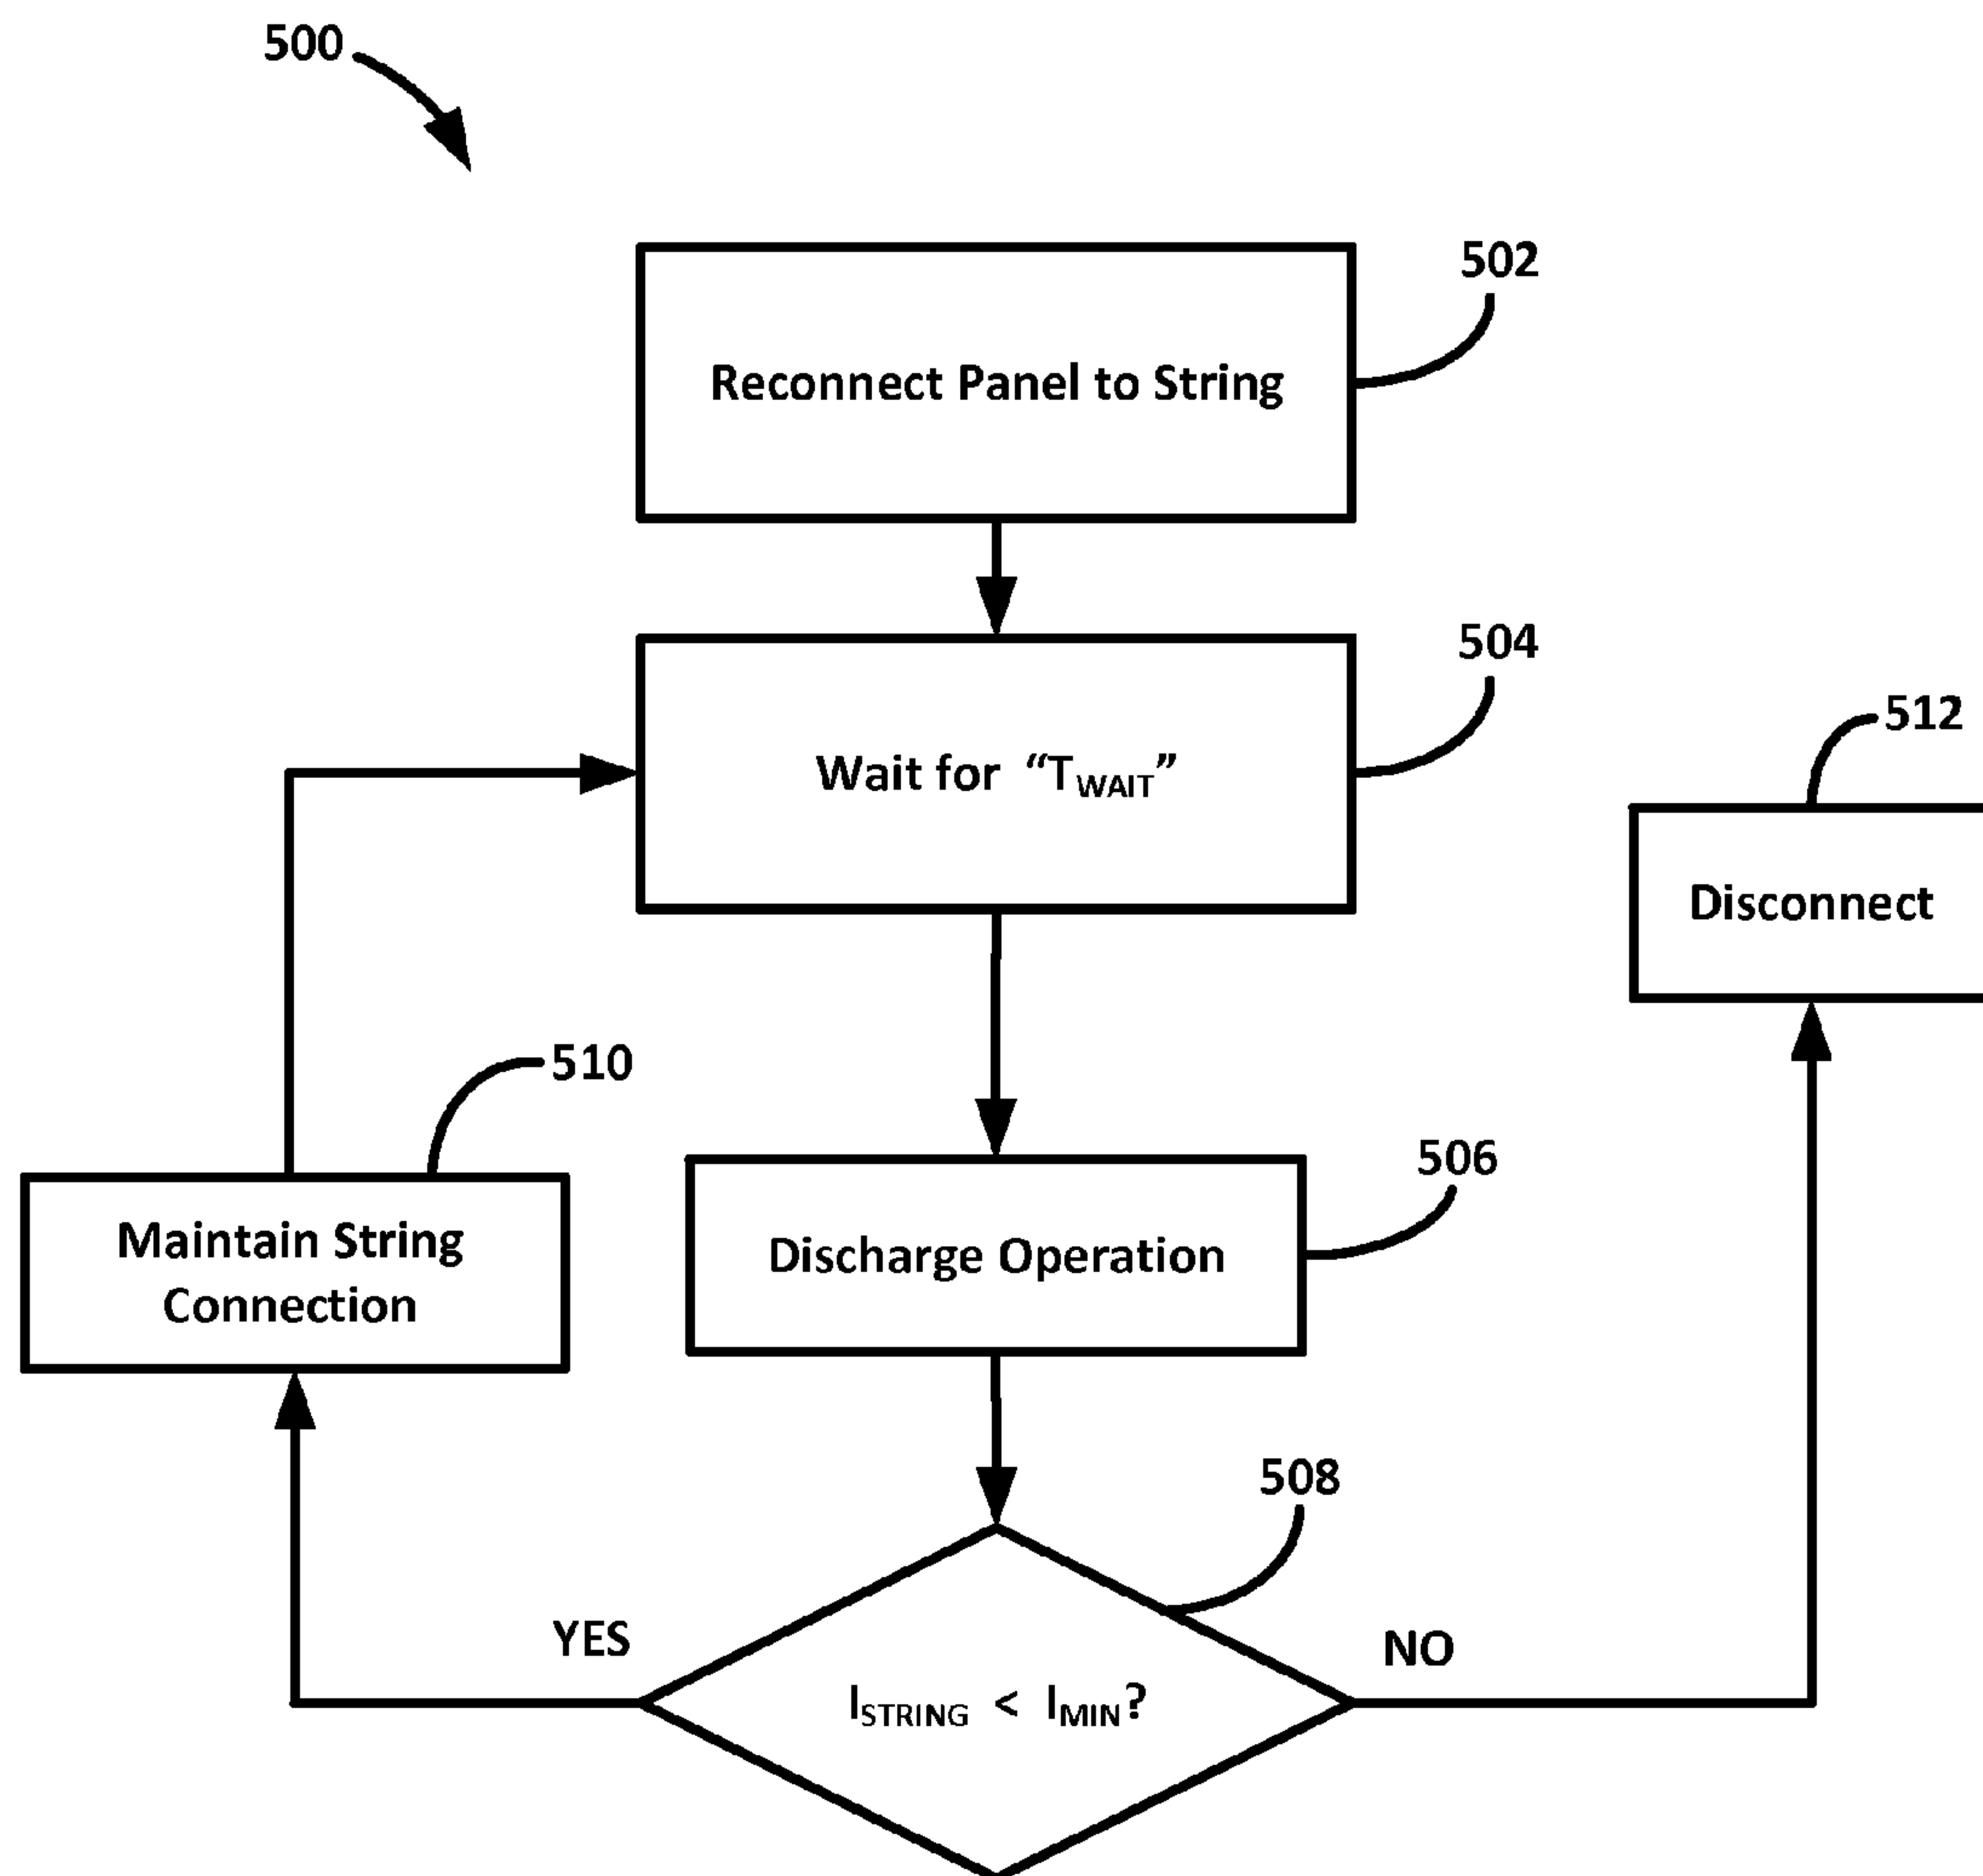 500
502
Reconnect Panel to String
504
Wait for “TWAIT”
512
Disconnect
510
Maintain String
Connection
506
Discharge Operation
508
YES
NO
ISTRING < IMIN?